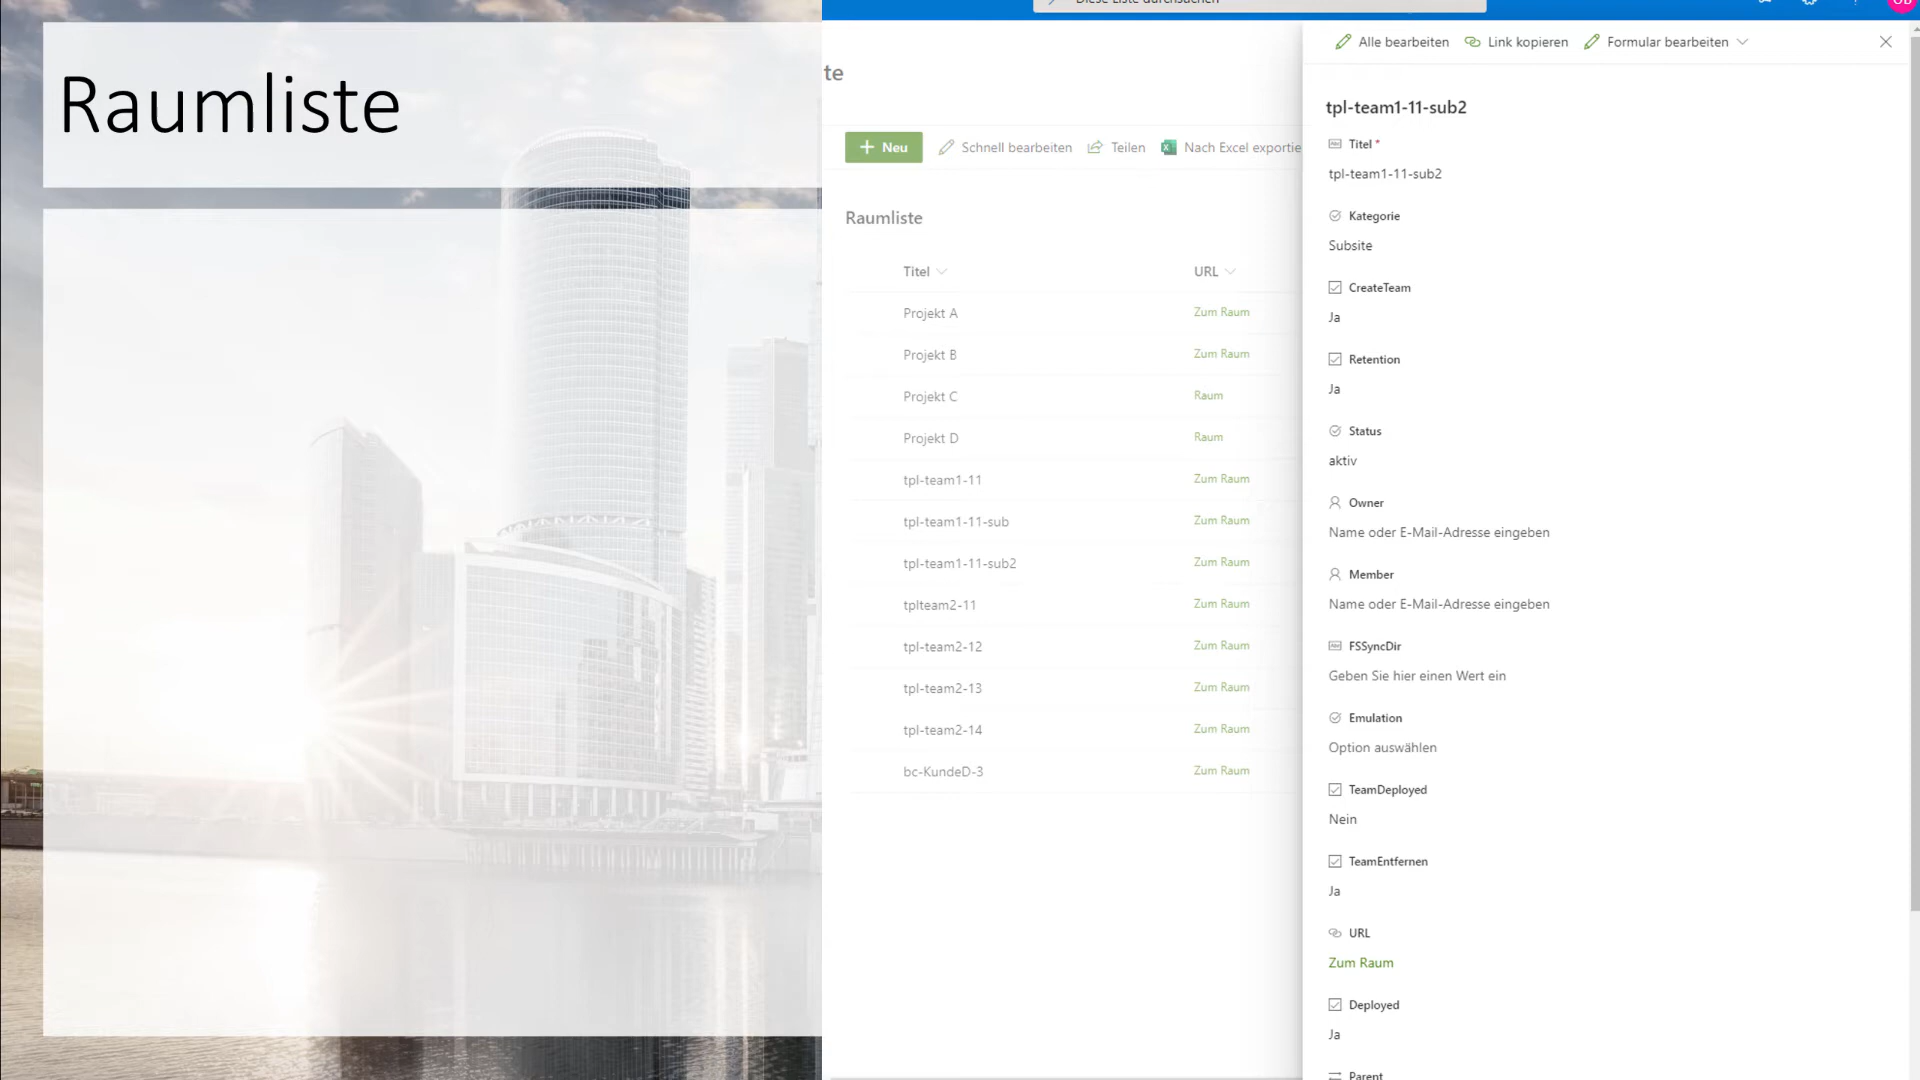 Raumliste
Diese Liste durchsuchen
te
Neu
Schnell bearbeiten
Teilen
Nach Excel exportie
Raumliste
Titel
URL
Projekt A
Zum Raum
Projekt B
Zum Raum
Projekt C
Raum
Projekt D
Raum
tpl-team1-11
Zum Raum
tpl-team1-11-sub
Zum Raum
tpl-team1-11-sub2
Zum Raum
tplteam2-11
Zum Raum
tpl-team2-12
Zum Raum
tpl-team2-13
Zum Raum
tpl-team2-14
Zum Raum
bc-KundeD-3
Zum Raum
Alle bearbeiten
Link kopieren
Formular bearbeiten
tpl-team1-11-sub2
Titel *
tpl-team1-11-sub2
Kategorie
Subsite
CreateTeam
Ja
Retention
Ja
Status
aktiv
Owner
Name oder E-Mail-Adresse eingeben
Member
Name oder E-Mail-Adresse eingeben
FSSyncDir
Geben Sie hier einen Wert ein
Emulation
Option auswählen
TeamDeployed
Nein
TeamEntfernen
Ja
URL
Zum Raum
Deployed
Ja
Parent